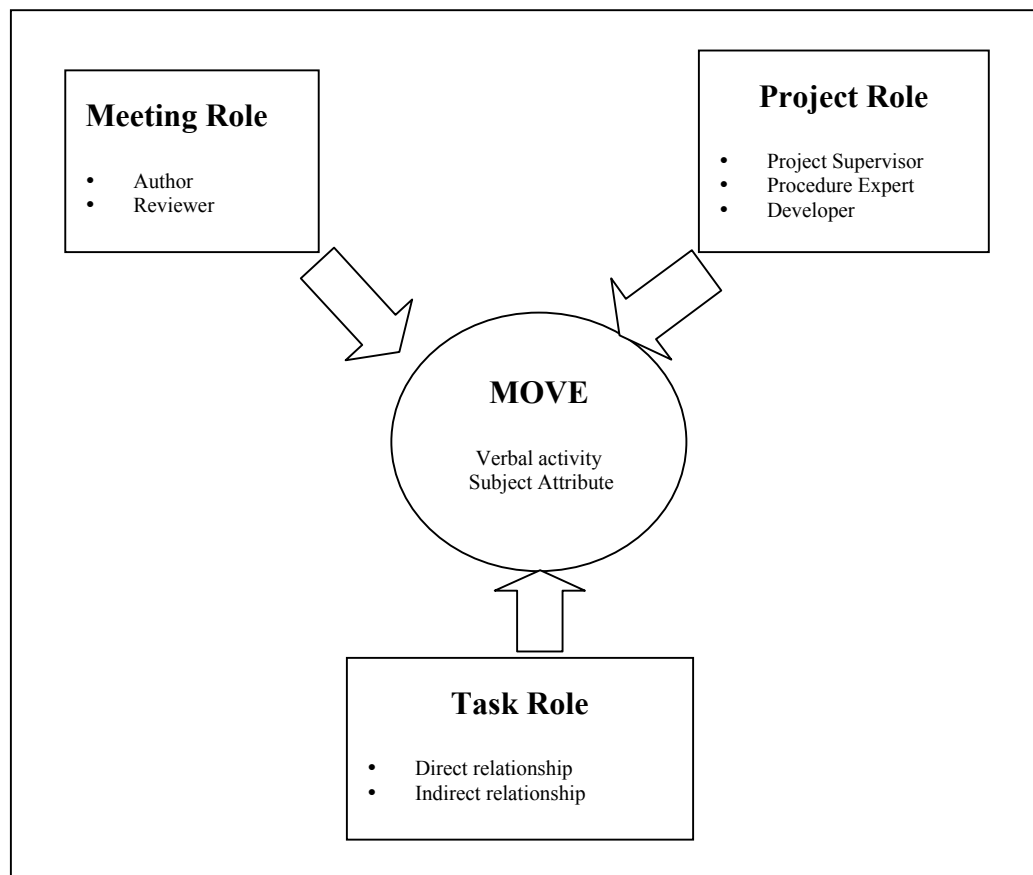 Meeting Role
• Author
• Reviewer
Project Role
• Project Supervisor
• Procedure Expert
• Developer
MOVE
Verbal activity
Subject Attribute
Task Role
• Direct relationship
• Indirect relationship